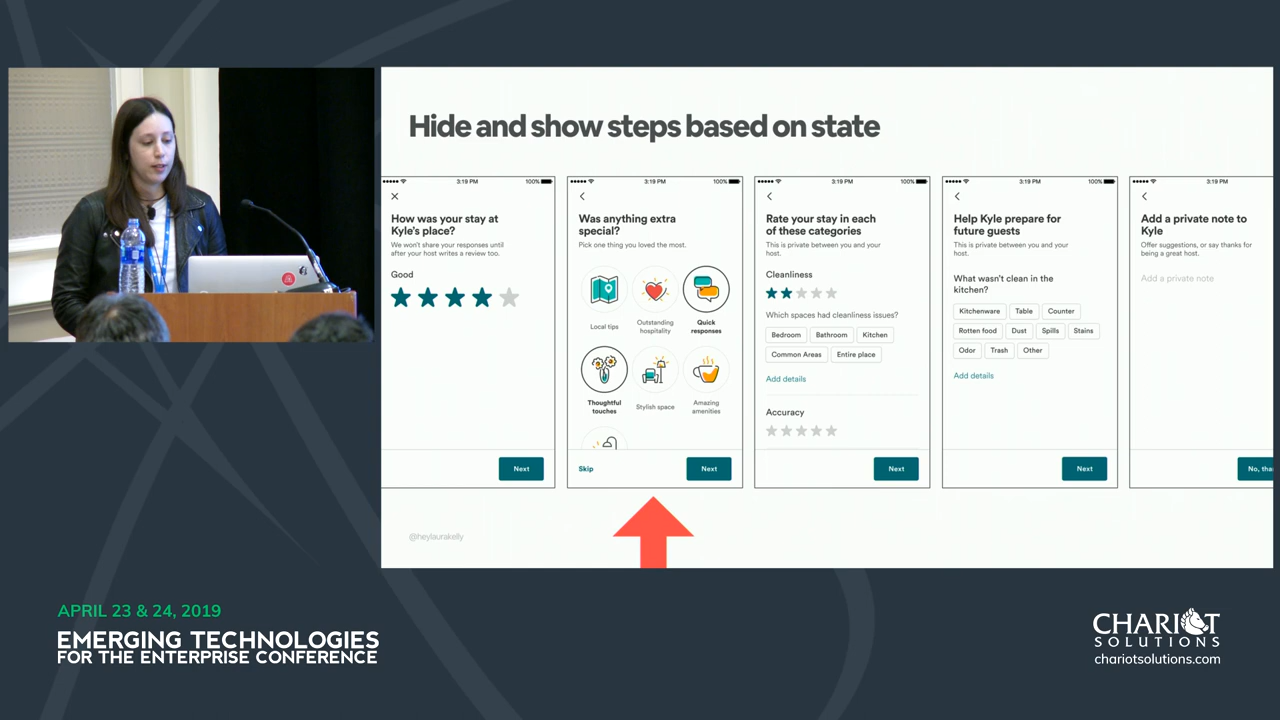 Hide and show steps based on state
3:19 PM
100%
How was your stay at
Kyle's place?
We won't share your responses until
after your host writes a review too.
Good
Next
3:19 PM
100%
Was anything extra
special?
Pick one thing you loved the most.
Local tips
Outstanding
hospitality
Quick
responses
Thoughtful
touches
Stylish space
Amazing
amenities
Skip
Next
3:19 PM
100%
Rate your stay in each
of these categories
This is private between you and your
host.
Cleanliness
Which spaces had cleanliness issues?
Bedroom
Bathroom
Kitchen
Common Areas
Entire place
Add details
Accuracy
Next
3:19 PM
100%
Help Kyle prepare for
future guests
This is private between you and your
host.
What wasn't clean in the
kitchen?
Kitchenware
Table
Counter
Rotten food
Dust
Spills
Stains
Odor
Trash
Other
Add details
Next
3:19 PM
Add a private note to
Kyle
Offer suggestions, or say thanks for
being a great host.
Add a private note
No, tha
@heylaurakelly
APRIL 23 & 24, 2019
EMERGING TECHNOLOGIES
FOR THE ENTERPRISE CONFERENCE
CHARIOT
SOLUTIONS
chariotsolutions.com